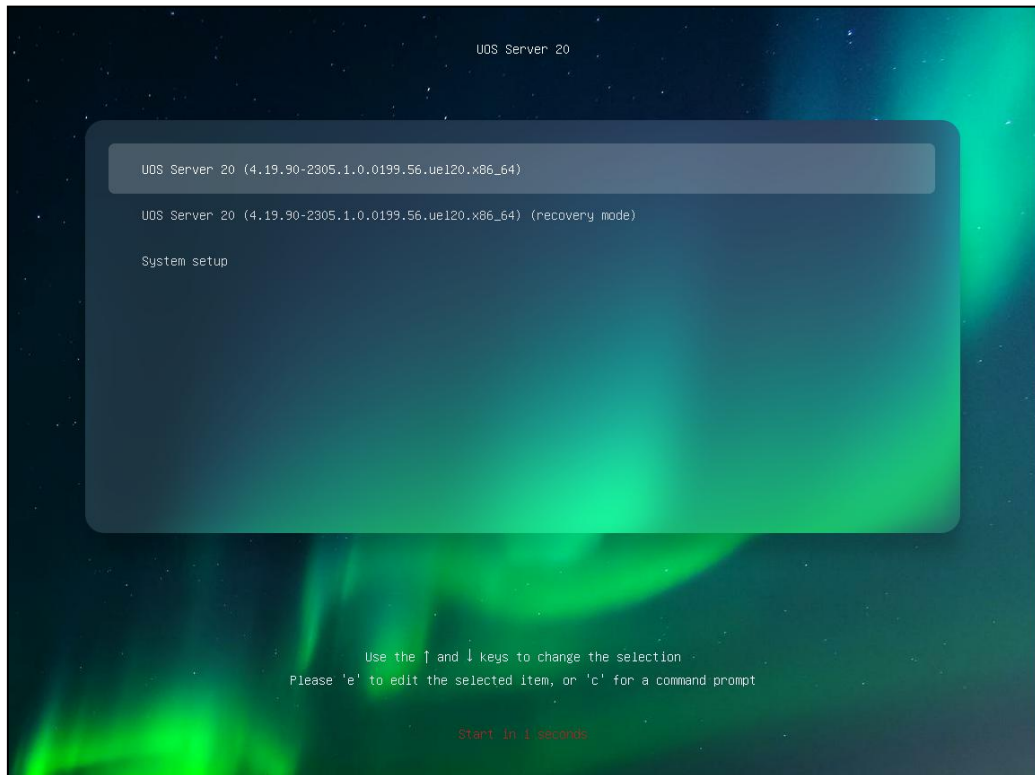 UOS Server 20
UOS Server 20 (4.19.90-2305.1.0.0199.56.uel20.x86_64)
UOS Server 20 (4.19.90-2305.1.0.0199.56.uel20.x86_64) (recovery mode)
System setup
Use the ↑ and ↓ keys to change the selection
Please 'e' to edit the selected item, or 'c' for a command prompt
Start in 1 seconds